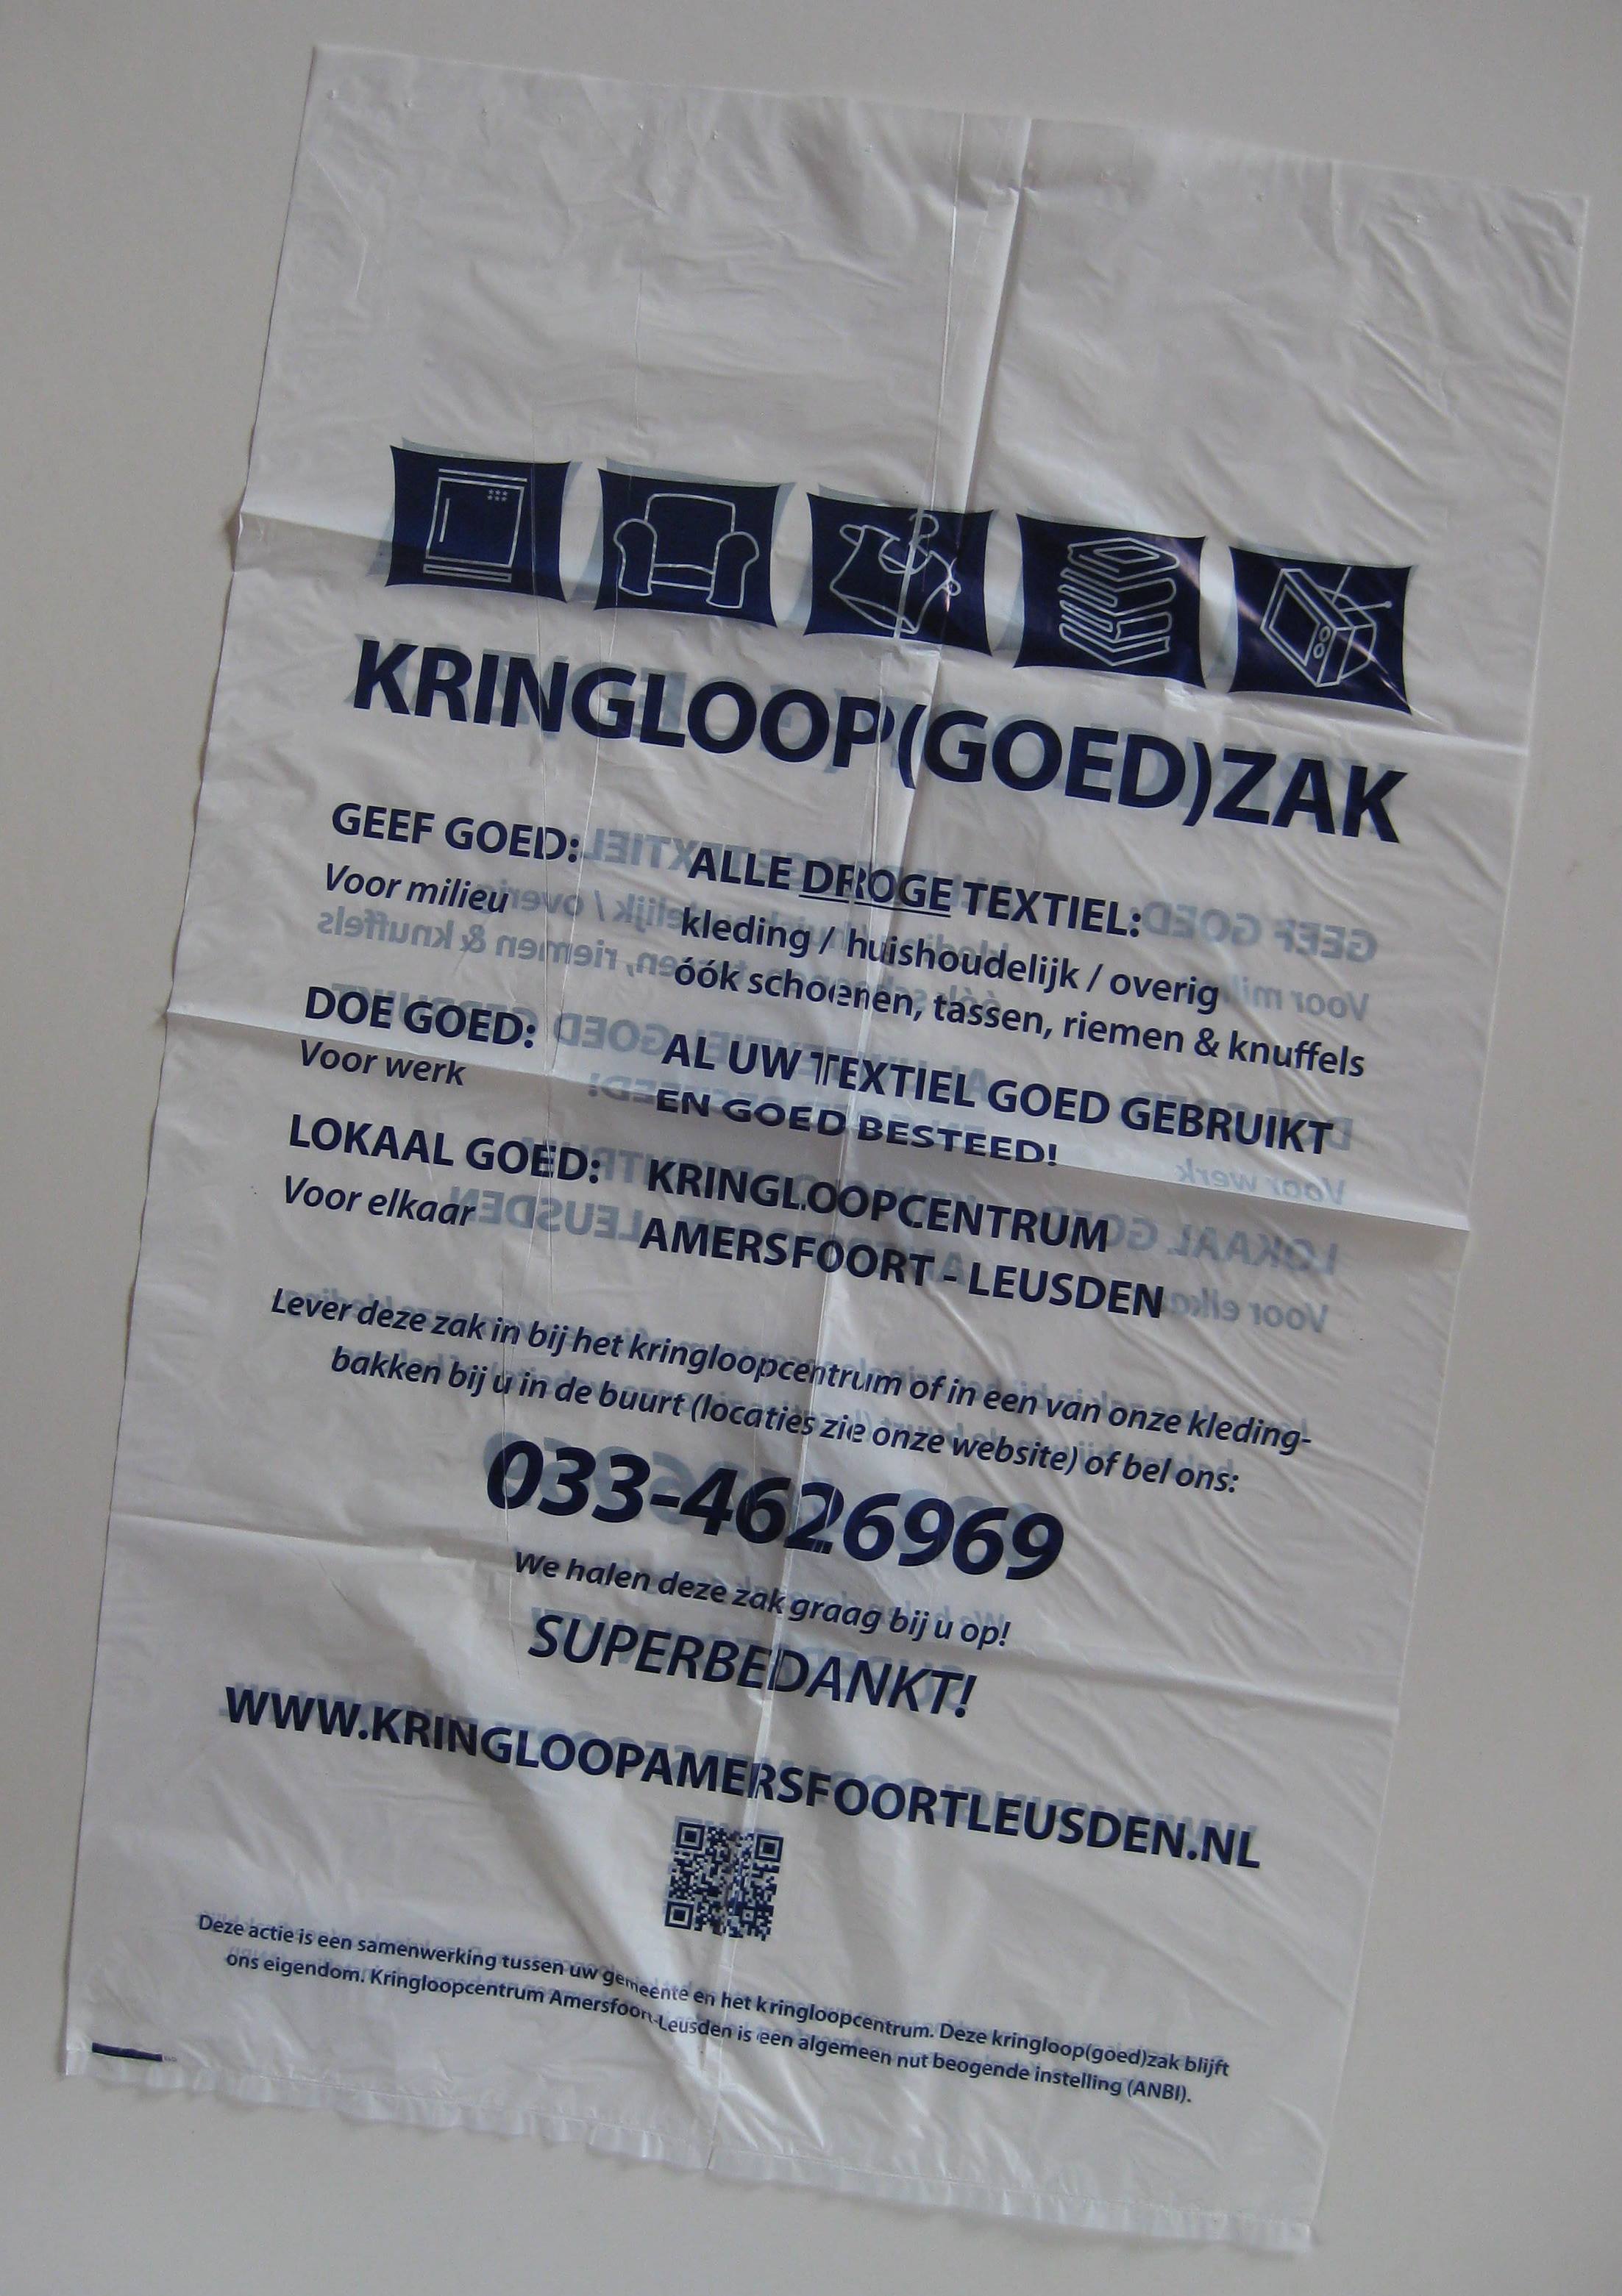 KRINGLOOP(GOED)ZAK
GEEF GOED: ALLE DROGE TEXTIEL:
Voor milieu kleding / huishoudelijk / overig
óók schoenen, tassen, riemen & knuffels
DOE GOED: AL UW TEXTIEL GOED GEBRUIKT
Voor werk EN GOED BESTEED!
LOKAAL GOED: KRINGLOOPCENTRUM
Voor elkaar AMERSFOORT - LEUSDEN
Lever deze zak in bij het kringloopcentrum of in een van onze kleding-
bakken bij u in de buurt (locaties zie onze website) of bel ons:
033-4626969
We halen deze zak graag bij u op!
SUPERBEDANKT!
WWW.KRINGLOOPAMERSFOORTLEUSDEN.NL
Deze actie is een samenwerking tussen uw gemeente en het kringloopcentrum. Deze kringloop(goed)zak blijft
ons eigendom. Kringloopcentrum Amersfoort-Leusden is een algemeen nut beogende instelling (ANBI).